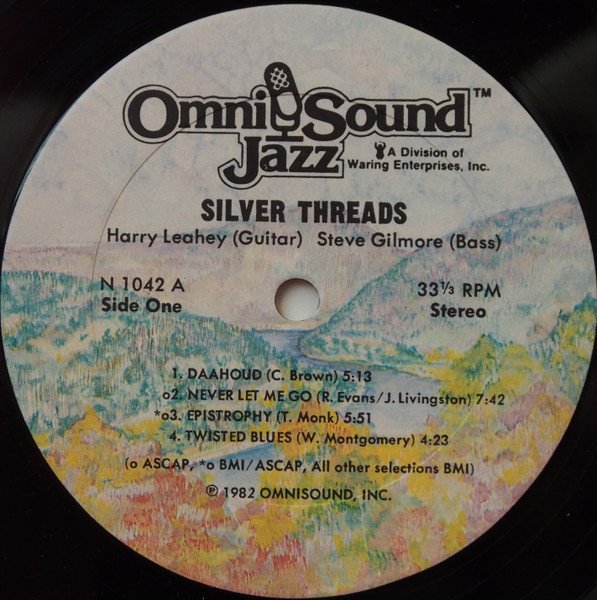 OmniSound™
Jazz
A Division of
Waring Enterprises, Inc.
SILVER THREADS
Harry Leahey (Guitar) Steve Gilmore (Bass)
N 1042 A
Side One
33⅓ RPM
Stereo
1. DAAHOUD (C. Brown) 5:13
o2. NEVER LET ME GO (R. Evans/J. Livingston) 7:42
*o3. EPISTROPHY (T. Monk) 5:51
4. TWISTED BLUES (W. Montgomery) 4:23
(o ASCAP, *o BMI/ASCAP, All other selections BMI)
℗ 1982 OMNISOUND, INC.